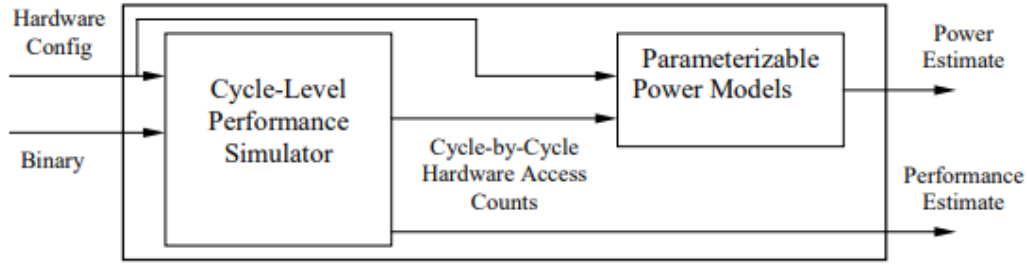 Hardware
Config
Binary
Cycle-Level
Performance
Simulator
Cycle-by-Cycle
Hardware Access
Counts
Parameterizable
Power Models
Power
Estimate
Performance
Estimate